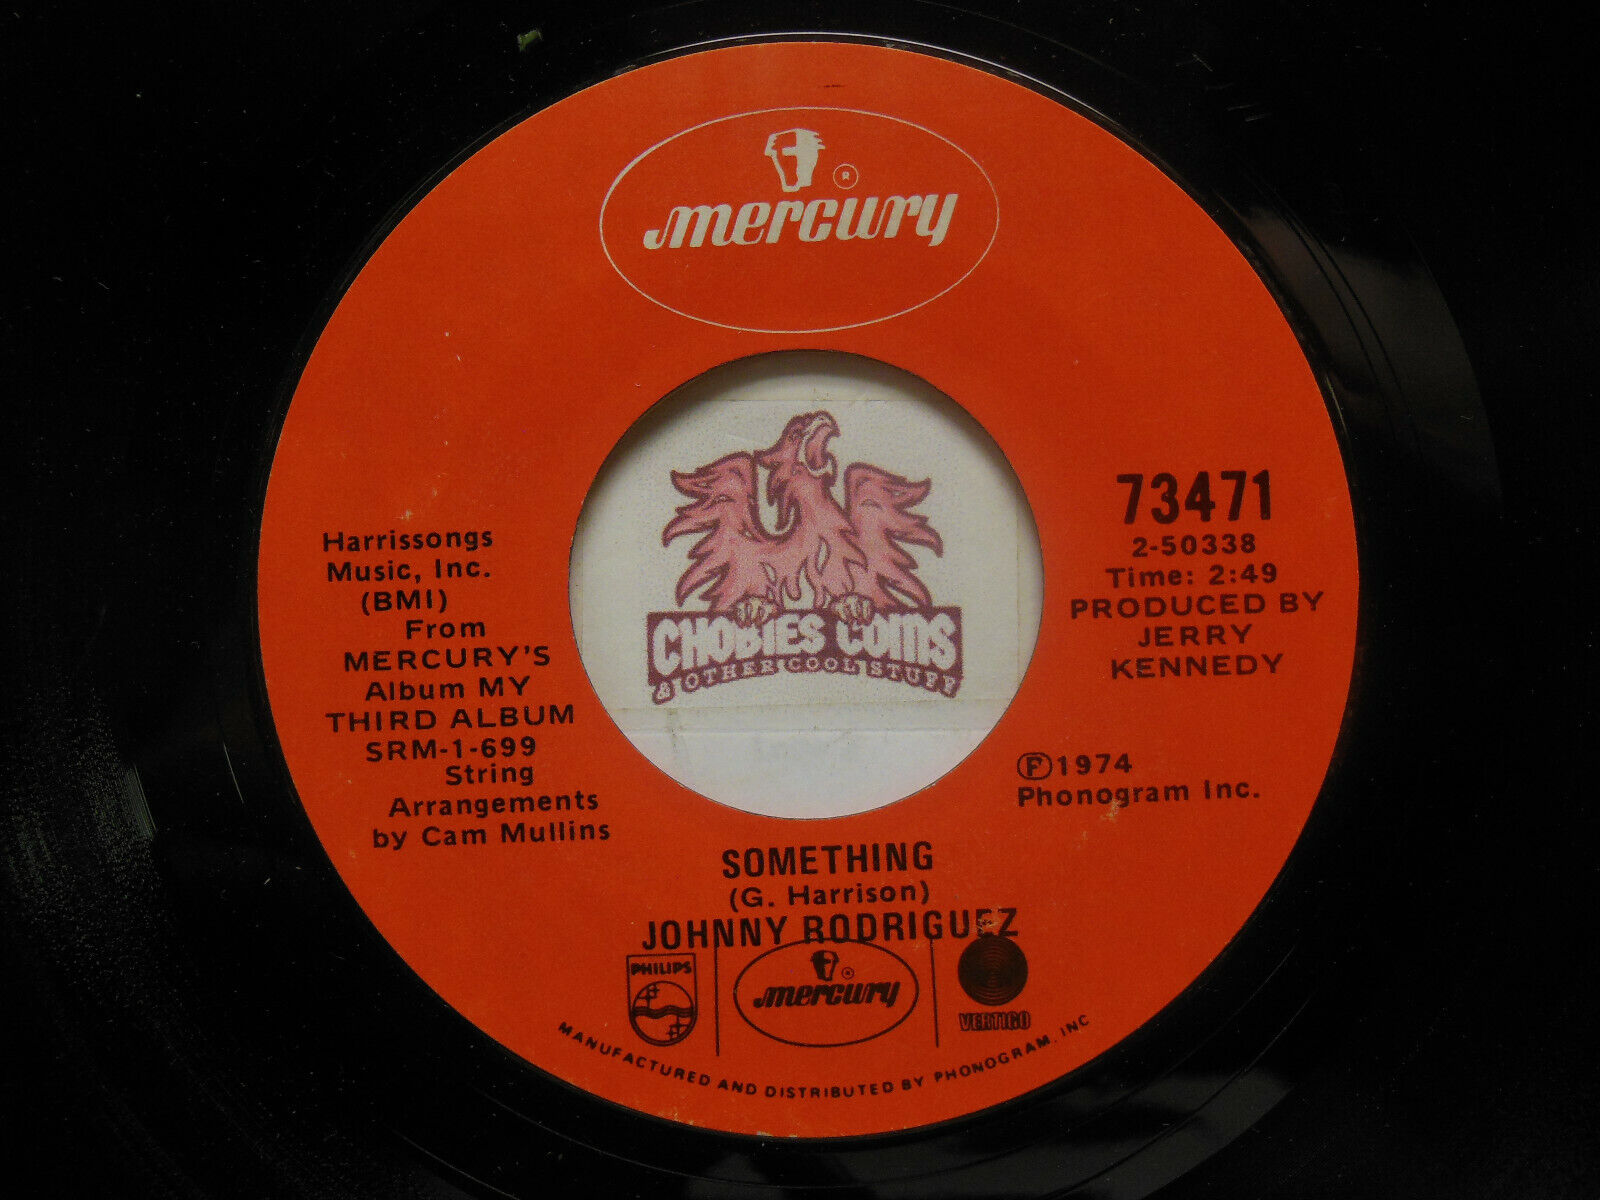 mercury
R
Harrissongs
Music, Inc.
(BMI)
From
MERCURY'S
Album MY
THIRD ALBUM
SRM-1-699
String
Arrangements
by Cam Mullins
CHOBIES COINS
& OTHER COOL STUFF
73471
2-50338
Time: 2:49
PRODUCED BY
JERRY
KENNEDY
Ⓟ1974
Phonogram Inc.
SOMETHING
(G. Harrison)
JOHNNY RODRIGUEZ
PHILIPS
R
mercury
VERTIGO
MANUFACTURED AND DISTRIBUTED BY PHONOGRAM, INC